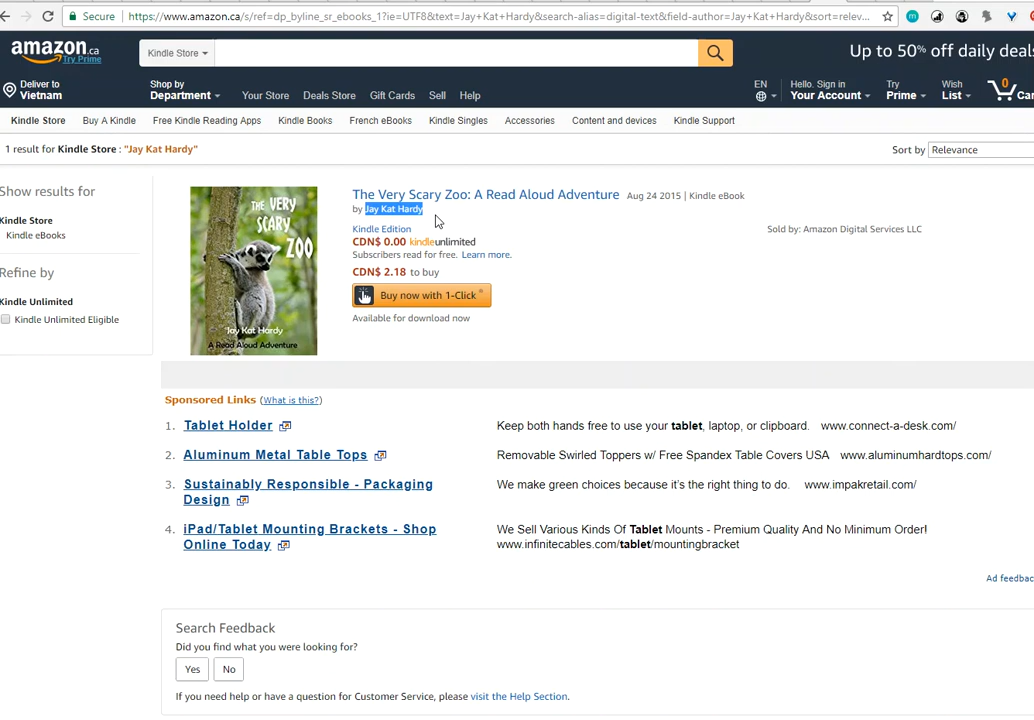 Secure https://www.amazon.ca/s/ref=dp_byline_sr_ebooks_1?ie=UTF8&text=Jay+Kat+Hardy&search-alias=digital-text&field-author=Jay+Kat+Hardy&sort=relev...
amazon.ca
Try Prime
Kindle Store
Up to 50% off daily deals
Deliver to
Vietnam
Shop by
Department
Your Store Deals Store Gift Cards Sell Help
EN
Hello. Sign in
Your Account
Try
Prime
Wish
List
0
Car
Kindle Store Buy A Kindle Free Kindle Reading Apps Kindle Books French eBooks Kindle Singles Accessories Content and devices Kindle Support
1 result for Kindle Store : "Jay Kat Hardy"
Sort by Relevance
Show results for
Kindle Store
Kindle eBooks
Refine by
Kindle Unlimited
Kindle Unlimited Eligible
THE VERY
SCARY
ZOO
Jay Kat Hardy
A Read Aloud Adventure
The Very Scary Zoo: A Read Aloud Adventure Aug 24 2015 | Kindle eBook
by Jay Kat Hardy
Kindle Edition
CDN$ 0.00 kindleunlimited
Subscribers read for free. Learn more.
CDN$ 2.18 to buy
Buy now with 1-Click *
Available for download now
Sold by: Amazon Digital Services LLC
Sponsored Links (What is this?)
1. Tablet Holder
Keep both hands free to use your tablet, laptop, or clipboard. www.connect-a-desk.com/
2. Aluminum Metal Table Tops
Removable Swirled Toppers w/ Free Spandex Table Covers USA www.aluminumhardtops.com/
3. Sustainably Responsible - Packaging
Design
We make green choices because it's the right thing to do. www.impakretail.com/
4. iPad/Tablet Mounting Brackets - Shop
Online Today
We Sell Various Kinds Of Tablet Mounts - Premium Quality And No Minimum Order!
www.infinitecables.com/tablet/mountingbracket
Ad feedbac
Search Feedback
Did you find what you were looking for?
Yes No
If you need help or have a question for Customer Service, please visit the Help Section.